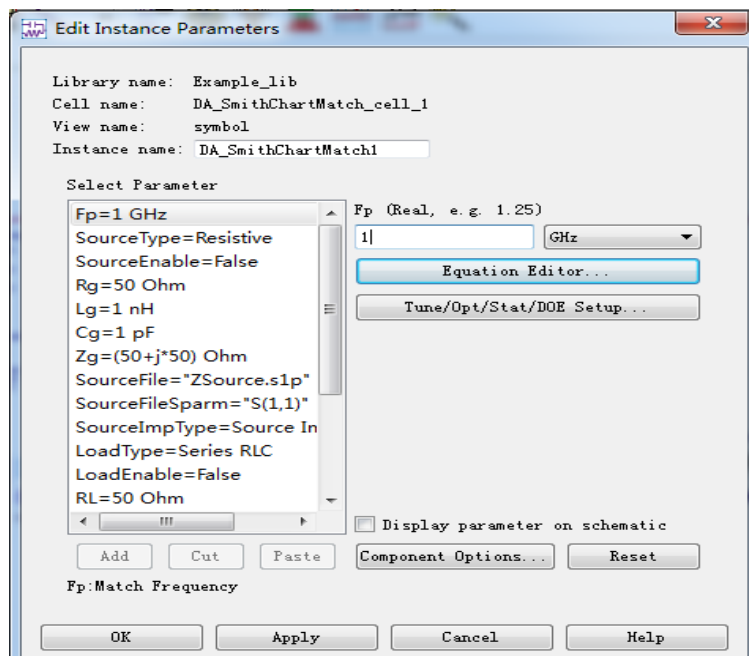 Edit Instance Parameters
Library name: Example_lib
Cell name: DA_SmithChartMatch_cell_1
View name: symbol
Instance name: DA_SmithChartMatch1
Select Parameter
Fp=1 GHz
SourceType=Resistive
SourceEnable=False
Rg=50 Ohm
Lg=1 nH
Cg=1 pF
Zg=(50+j*50) Ohm
SourceFile="ZSource.s1p"
SourceFileSparm="S(1,1)"
SourceImpType=Source In
LoadType=Series RLC
LoadEnable=False
RL=50 Ohm
Fp (Real, e.g. 1.25)
1 GHz
Equation Editor...
Tune/Opt/Stat/DOE Setup...
Display parameter on schematic
Add Cut Paste Component Options... Reset
Fp:Match Frequency
OK Apply Cancel Help